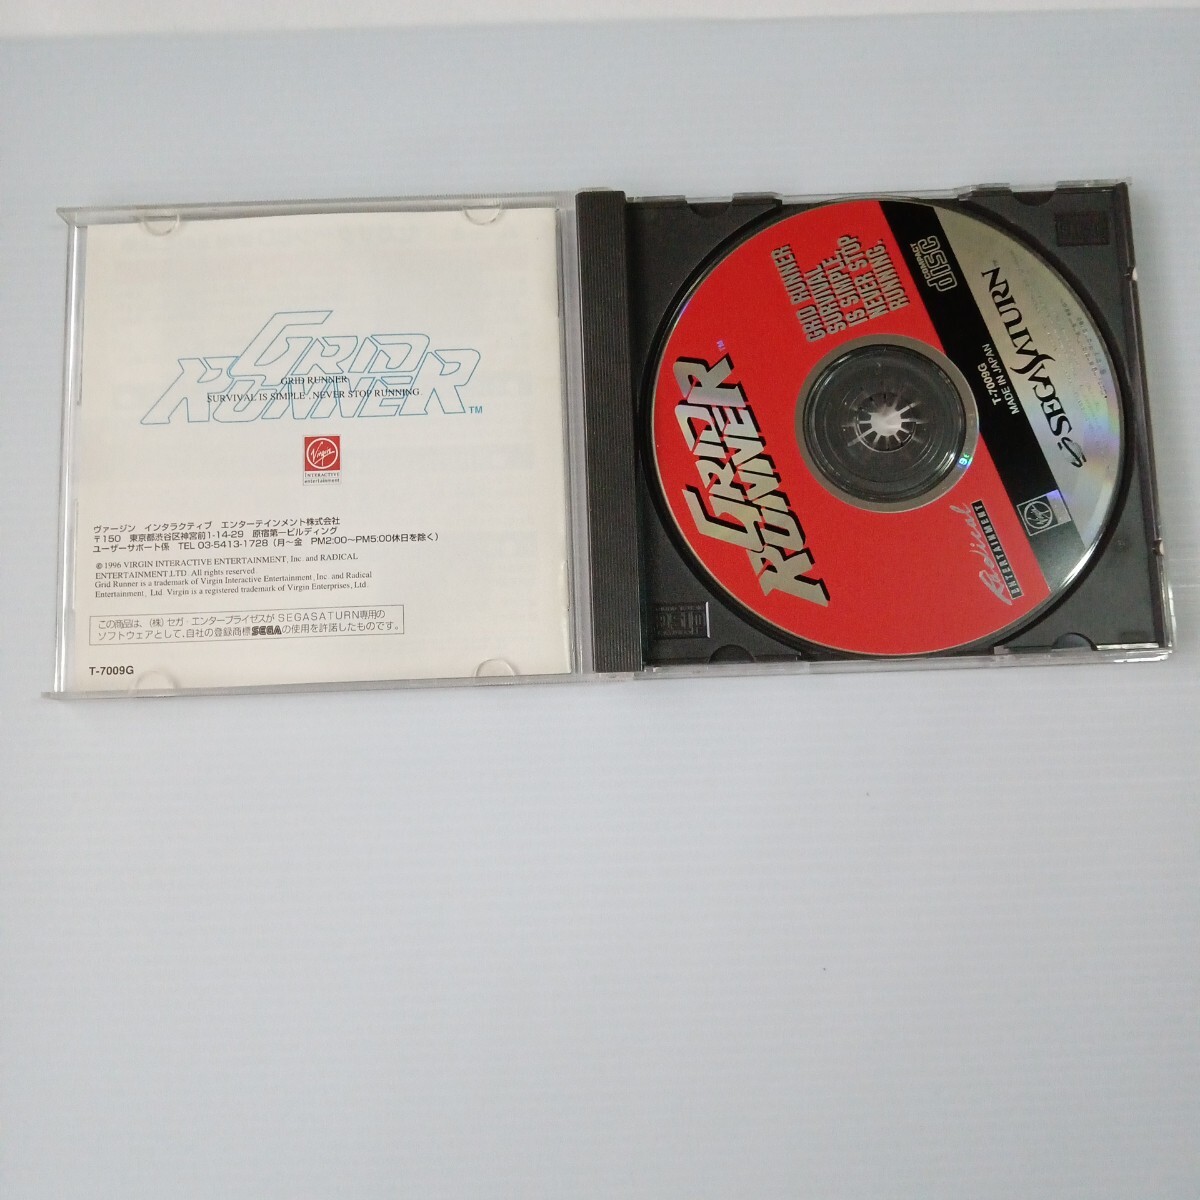 GRID
RUNNER
TM
GRID RUNNER
SURVIVAL IS SIMPLE , NEVER STOP RUNNING.
Virgin
INTERACTIVE
entertainment
ヴァージン インタラクティブ エンターテインメント株式会社
〒150 東京都渋谷区神宮前1-14-29 原宿第一ビルディング
ユーザーサポート係 TEL 03-5413-1728 (月～金 PM2:00～PM5:00休日を除く)
© 1996 VIRGIN INTERACTIVE ENTERTAINMENT, Inc. and RADICAL
ENTERTAINMENT,LTD. All rights reserved.
Grid Runner is a trademark of Virgin Interactive Entertainment, Inc. and Radical
Entertainment, Ltd. Virgin is a registered trademark of Virgin Enterprises, Ltd.
この商品は、(株)セガ・エンタープライゼスがSEGASATURN専用の
ソフトウェアとして、自社の登録商標SEGAの使用を許諾したものです。
T-7009G
GRID
RUNNER
TM
GRID RUNNER
SURVIVAL
IS SIMPLE,
NEVER STOP
RUNNING.
COMPACT
disc
SEGASATURN
T-7009G
MADE IN JAPAN
Radical
ENTERTAINMENT
Virgin